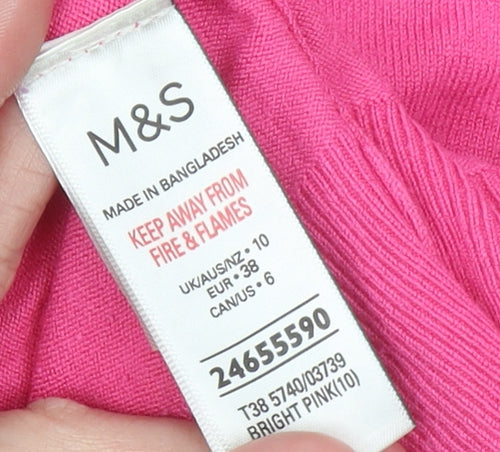 M&S
MADE IN BANGLADESH
KEEP AWAY FROM
FIRE & FLAMES
UK/AUS/NZ • 10
EUR • 38
CAN/US • 6
24655590
T38 5740/03739
BRIGHT PINK(10)